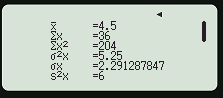 x̅ =4.5
Σx =36
Σx² =204
σ²x =5.25
σx =2.291287847
s²x =6